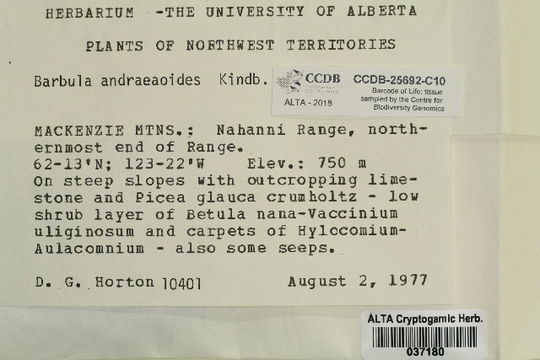 HERBARIUM -THE UNIVERSITY OF ALBERTA
PLANTS OF NORTHWEST TERRITORIES
Barbula andraeaoides Kindb.
CCDB CCDB-25692-C10
ALTA - 2018
Barcode of Life: tissue
sampled by the Centre for
Biodiversity Genomics
MACKENZIE MTNS.: Nahanni Range, north-
ernmost end of Range.
62-13'N; 123-22'W Elev.: 750 m
On steep slopes with outcropping lime-
stone and Picea glauca crumholtz - low
shrub layer of Betula nana-Vaccinium
uliginosum and carpets of Hylocomium-
Aulacomnium - also some seeps.
D. G. Horton 10401 August 2, 1977
ALTA Cryptogamic Herb.
037180